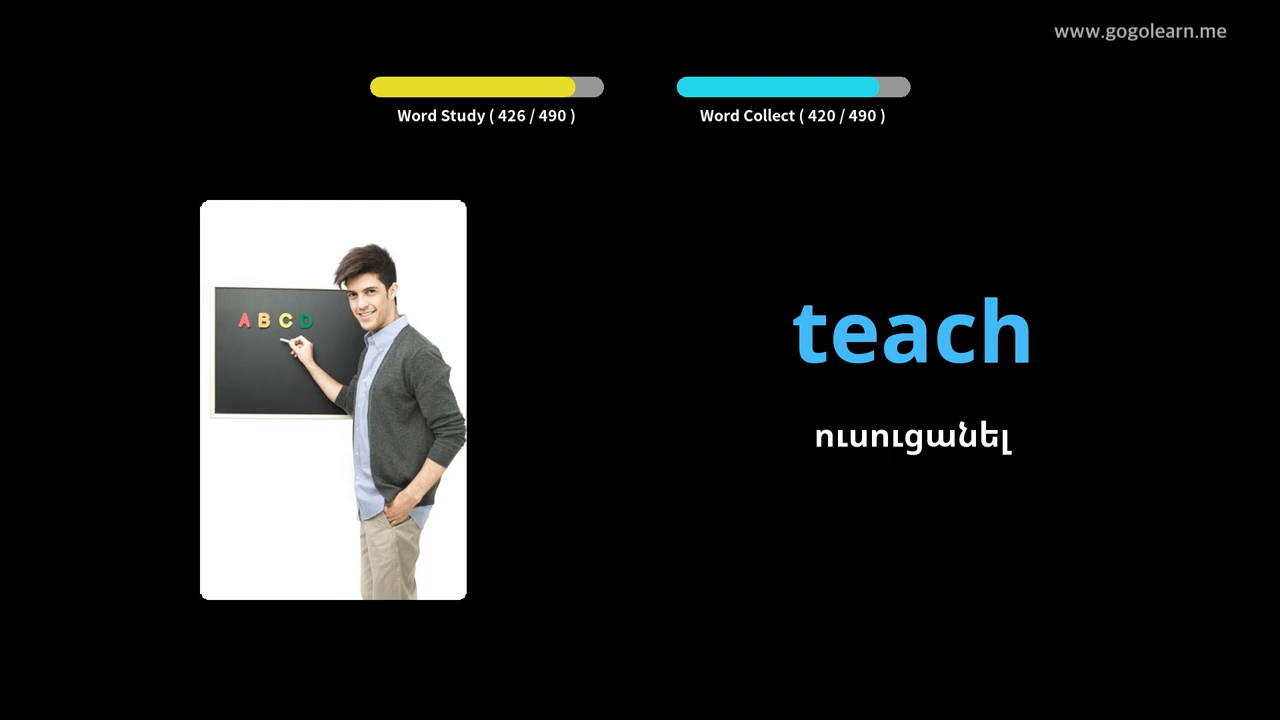 www.gogolearn.me
Word Study ( 426 / 490 )
Word Collect ( 420 / 490 )
A B C D
teach
ուսուցանել